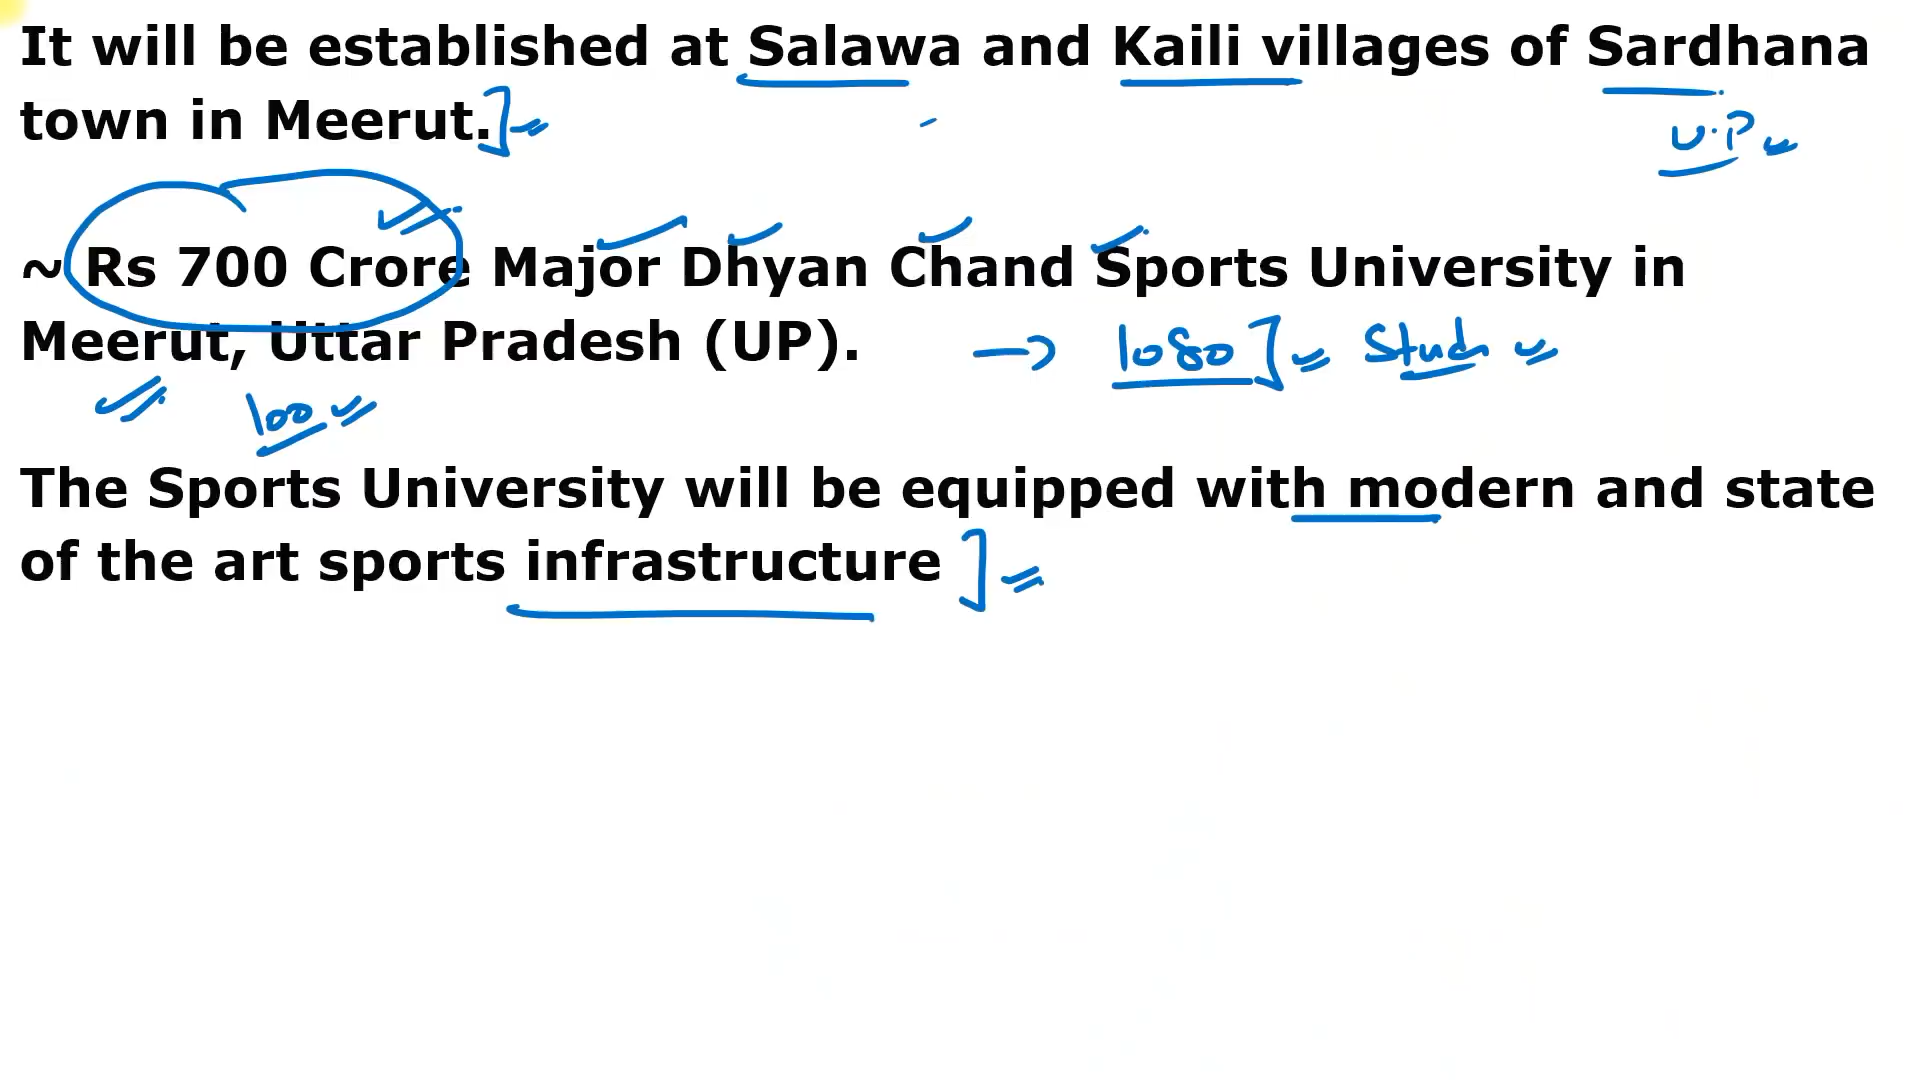 It will be established at Salawa and Kaili villages of Sardhana
town in Meerut.
U.P
~ Rs 700 Crore Major Dhyan Chand Sports University in
Meerut, Uttar Pradesh (UP). → 1080 ]
100
The Sports University will be equipped with modern and state
of the art sports infrastructure ]